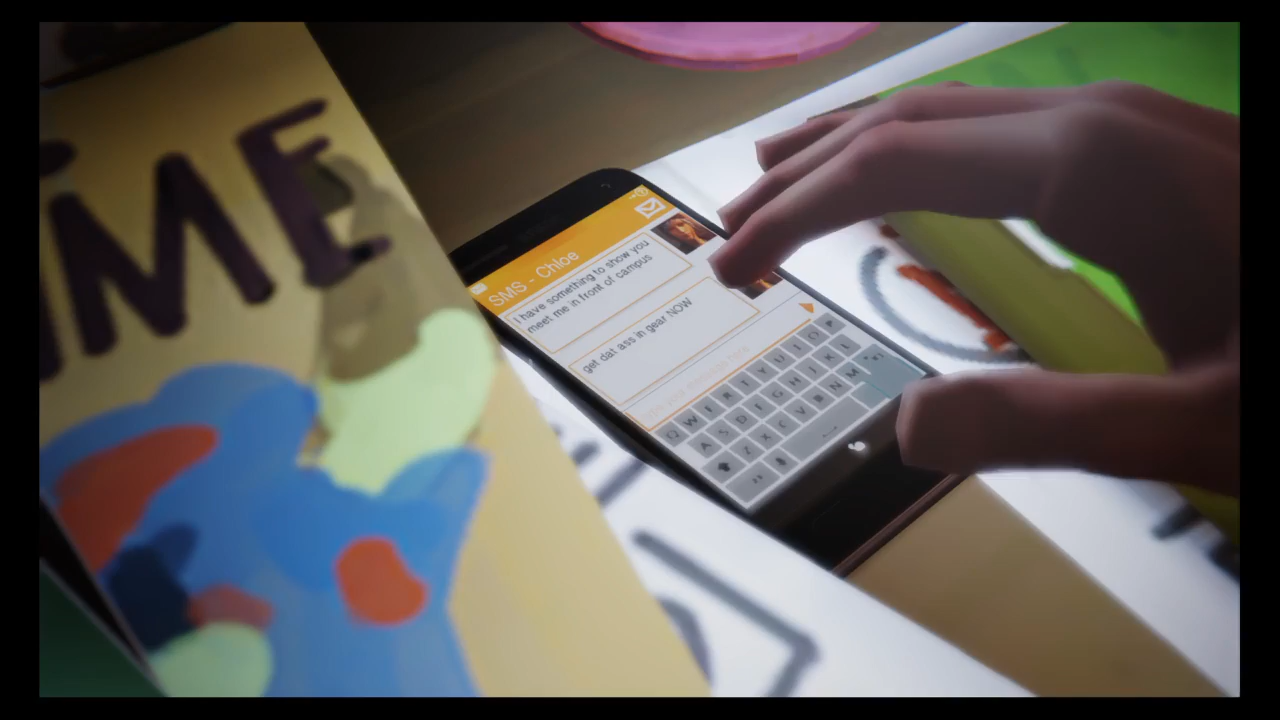 IME
SMS - Chloe
I have something to show you
meet me in front of campus
get dat ass in gear NOW
Q W E R T Y U I O P
A S D F G H J K L
Z X C V B N M